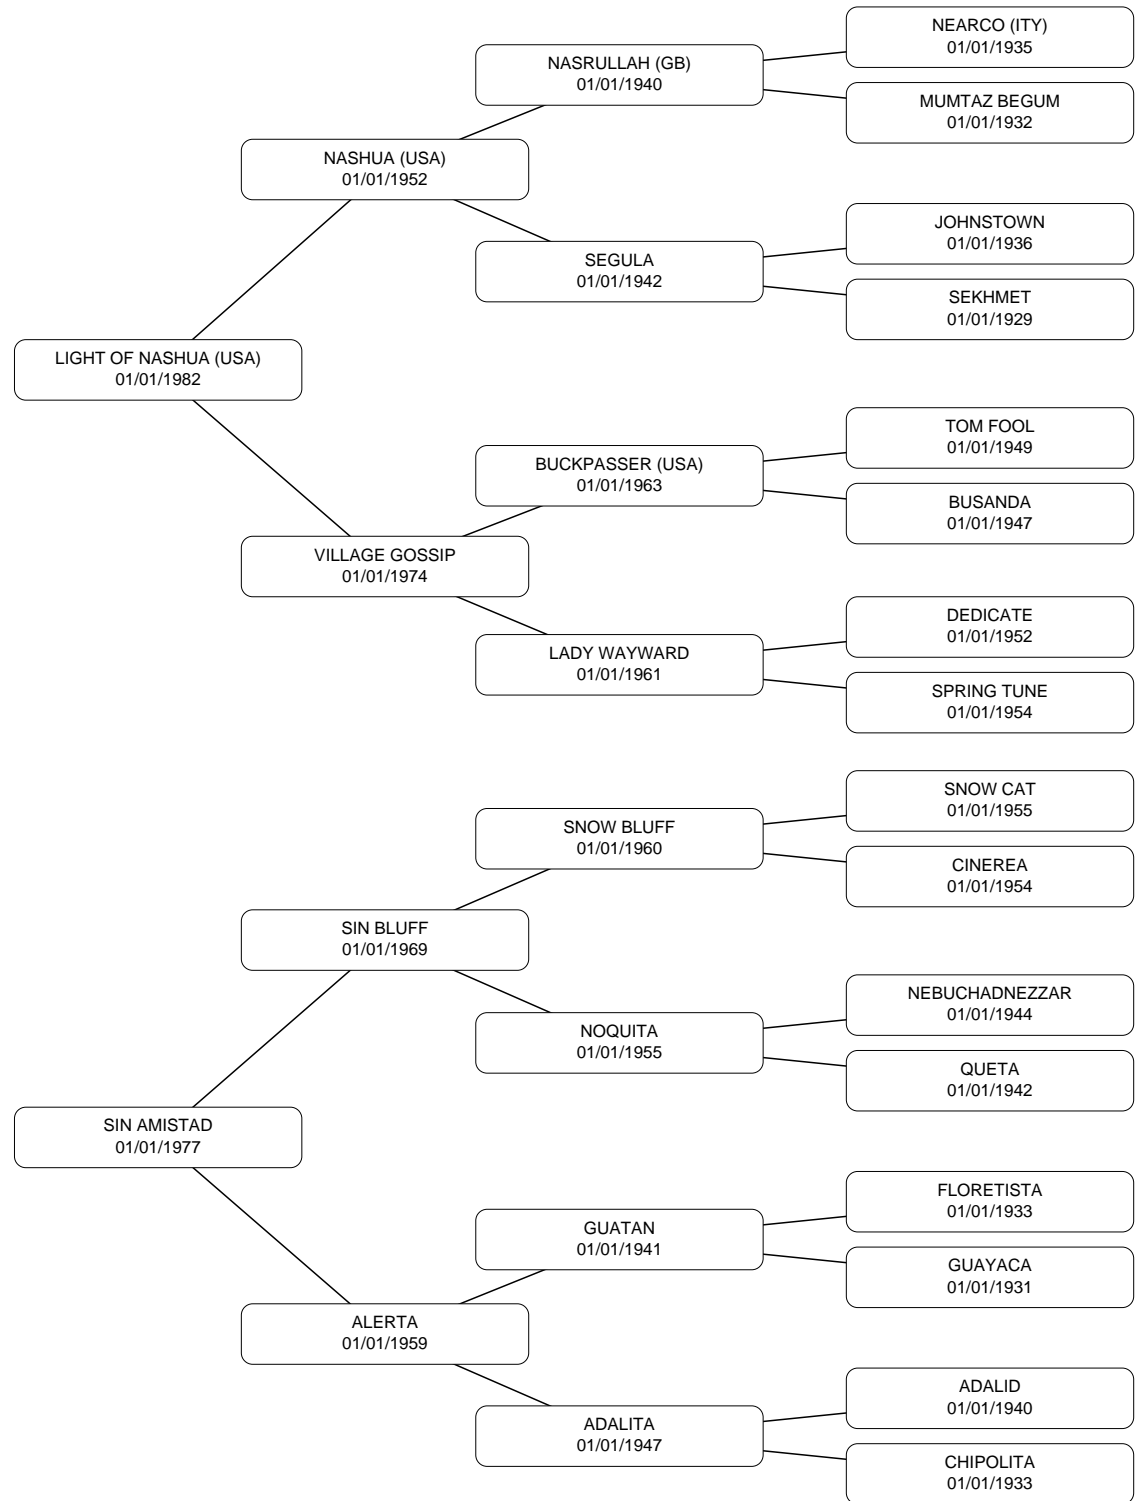 NEARCO (ITY)
01/01/1935
NASRULLAH (GB)
01/01/1940
MUMTAZ BEGUM
01/01/1932
NASHUA (USA)
01/01/1952
JOHNSTOWN
01/01/1936
SEGULA
01/01/1942
SEKHMET
01/01/1929
LIGHT OF NASHUA (USA)
01/01/1982
TOM FOOL
01/01/1949
BUCKPASSER (USA)
01/01/1963
BUSANDA
01/01/1947
VILLAGE GOSSIP
01/01/1974
DEDICATE
01/01/1952
LADY WAYWARD
01/01/1961
SPRING TUNE
01/01/1954
SNOW CAT
01/01/1955
SNOW BLUFF
01/01/1960
CINEREA
01/01/1954
SIN BLUFF
01/01/1969
NEBUCHADNEZZAR
01/01/1944
NOQUITA
01/01/1955
QUETA
01/01/1942
SIN AMISTAD
01/01/1977
FLORETISTA
01/01/1933
GUATAN
01/01/1941
GUAYACA
01/01/1931
ALERTA
01/01/1959
ADALID
01/01/1940
ADALITA
01/01/1947
CHIPOLITA
01/01/1933